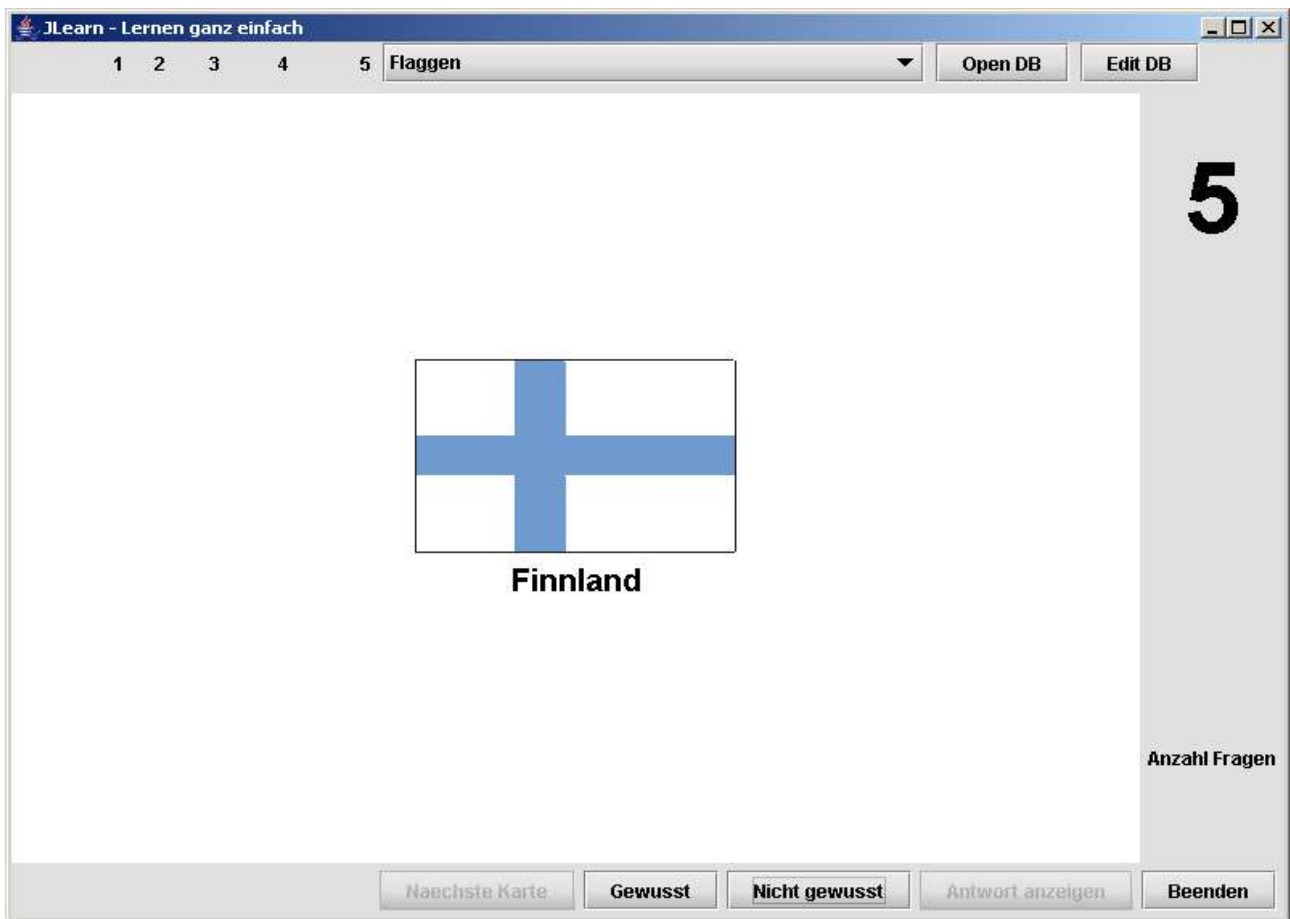 JLearn - Lernen ganz einfach
1 2 3 4 5 Flaggen Open DB Edit DB
5
Finnland
Anzahl Fragen
Naechste Karte Gewusst Nicht gewusst Antwort anzeigen Beenden